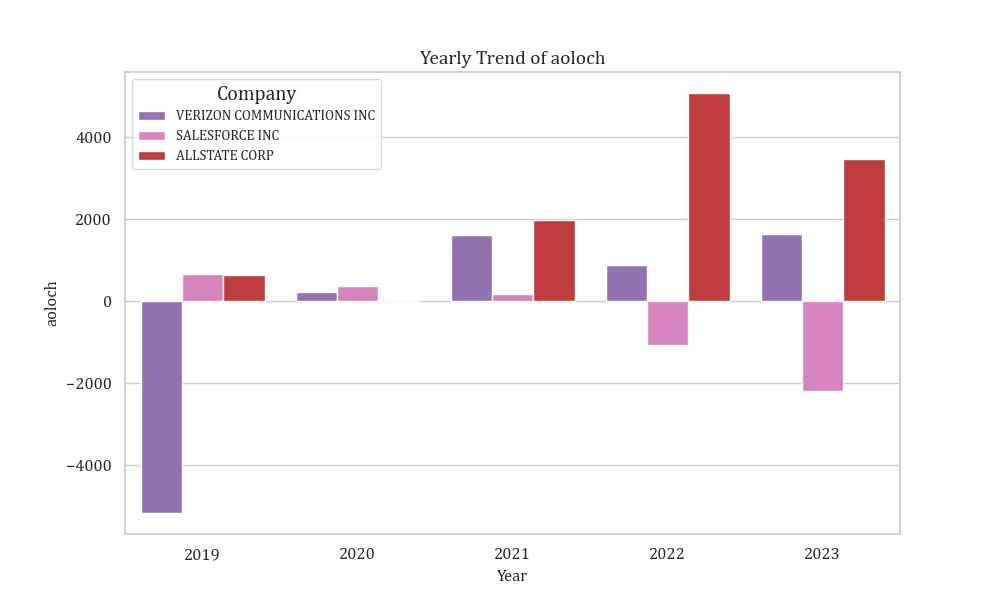 Yearly Trend of aoloch
Company
VERIZON COMMUNICATIONS INC
SALESFORCE INC
ALLSTATE CORP
4000
2000
0
−2000
−4000
aoloch
2019 2020 2021 2022 2023
Year